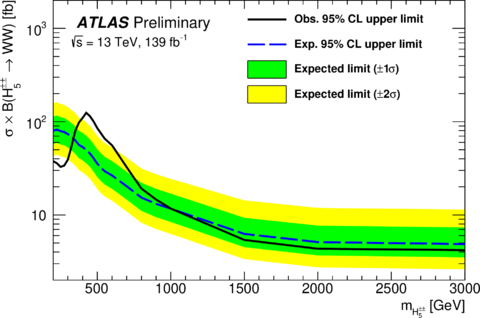 ATLAS Preliminary
√s = 13 TeV, 139 fb⁻¹
Obs. 95% CL upper limit
Exp. 95% CL upper limit
Expected limit (±1σ)
Expected limit (±2σ)
σ × B(H₅^±± → WW) [fb]
10³
10²
10
500 1000 1500 2000 2500 3000
m_H₅^±± [GeV]